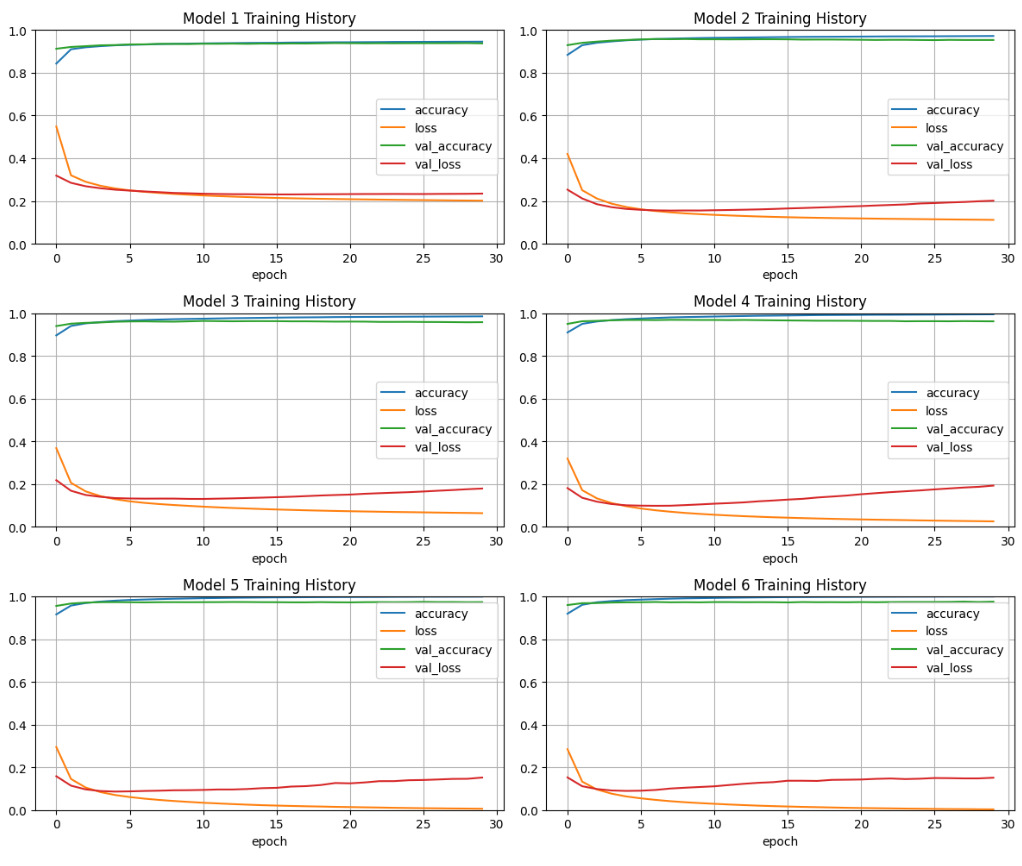 Model 1 Training History
1.0
0.8
0.6
0.4
0.2
0.0
accuracy
loss
val_accuracy
val_loss
0 5 10 15 20 25 30
epoch
Model 2 Training History
1.0
0.8
0.6
0.4
0.2
0.0
accuracy
loss
val_accuracy
val_loss
0 5 10 15 20 25 30
epoch
Model 3 Training History
1.0
0.8
0.6
0.4
0.2
0.0
accuracy
loss
val_accuracy
val_loss
0 5 10 15 20 25 30
epoch
Model 4 Training History
1.0
0.8
0.6
0.4
0.2
0.0
accuracy
loss
val_accuracy
val_loss
0 5 10 15 20 25 30
epoch
Model 5 Training History
1.0
0.8
0.6
0.4
0.2
0.0
accuracy
loss
val_accuracy
val_loss
0 5 10 15 20 25 30
epoch
Model 6 Training History
1.0
0.8
0.6
0.4
0.2
0.0
accuracy
loss
val_accuracy
val_loss
0 5 10 15 20 25 30
epoch